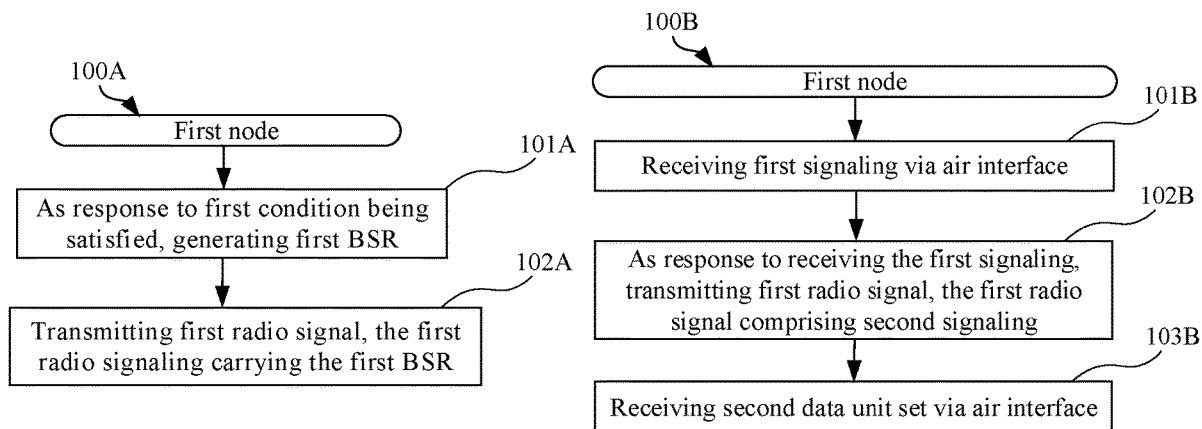 100A
First node
101A
As response to first condition being
satisfied, generating first BSR
102A
Transmitting first radio signal, the first
radio signaling carrying the first BSR
100B
First node
101B
Receiving first signaling via air interface
102B
As response to receiving the first signaling,
transmitting first radio signal, the first radio
signal comprising second signaling
103B
Receiving second data unit set via air interface